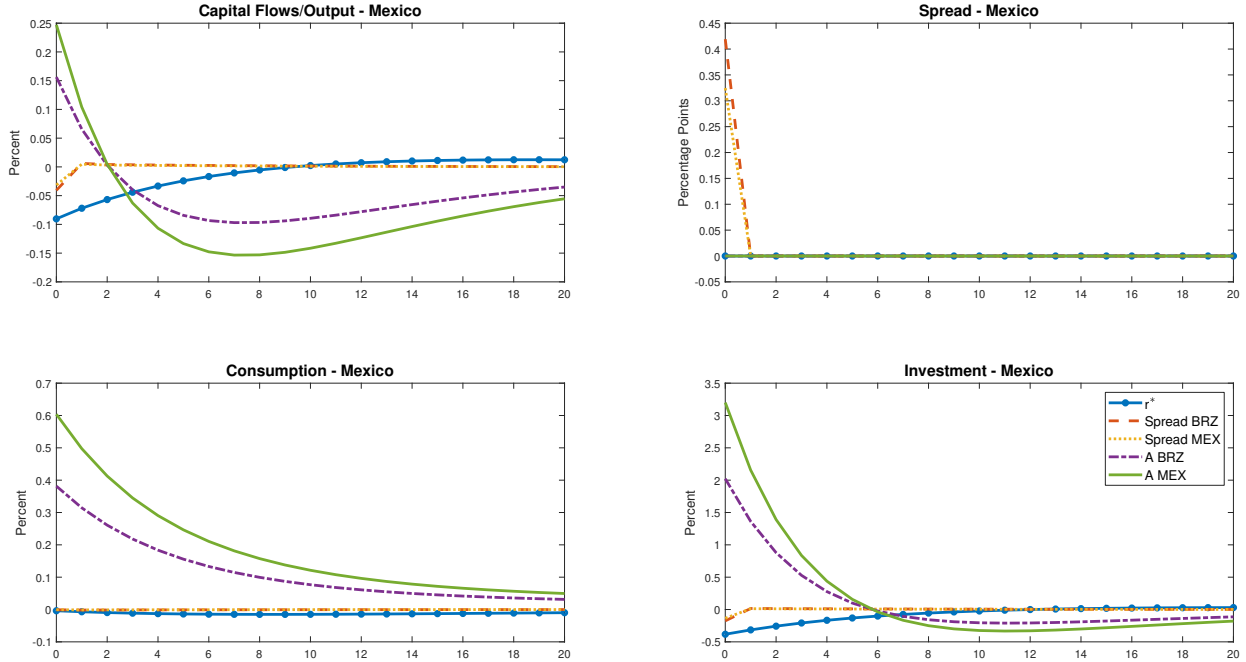 Capital Flows/Output - Mexico
Percent
0.25
0.2
0.15
0.1
0.05
0
-0.05
-0.1
-0.15
-0.2
0 2 4 6 8 10 12 14 16 18 20
Spread - Mexico
Percentage Points
0.45
0.4
0.35
0.3
0.25
0.2
0.15
0.1
0.05
0
-0.05
0 2 4 6 8 10 12 14 16 18 20
Consumption - Mexico
Percent
0.7
0.6
0.5
0.4
0.3
0.2
0.1
0
-0.1
0 2 4 6 8 10 12 14 16 18 20
Investment - Mexico
Percent
3.5
3
2.5
2
1.5
1
0.5
0
-0.5
0 2 4 6 8 10 12 14 16 18 20
r*
Spread BRZ
Spread MEX
A BRZ
A MEX